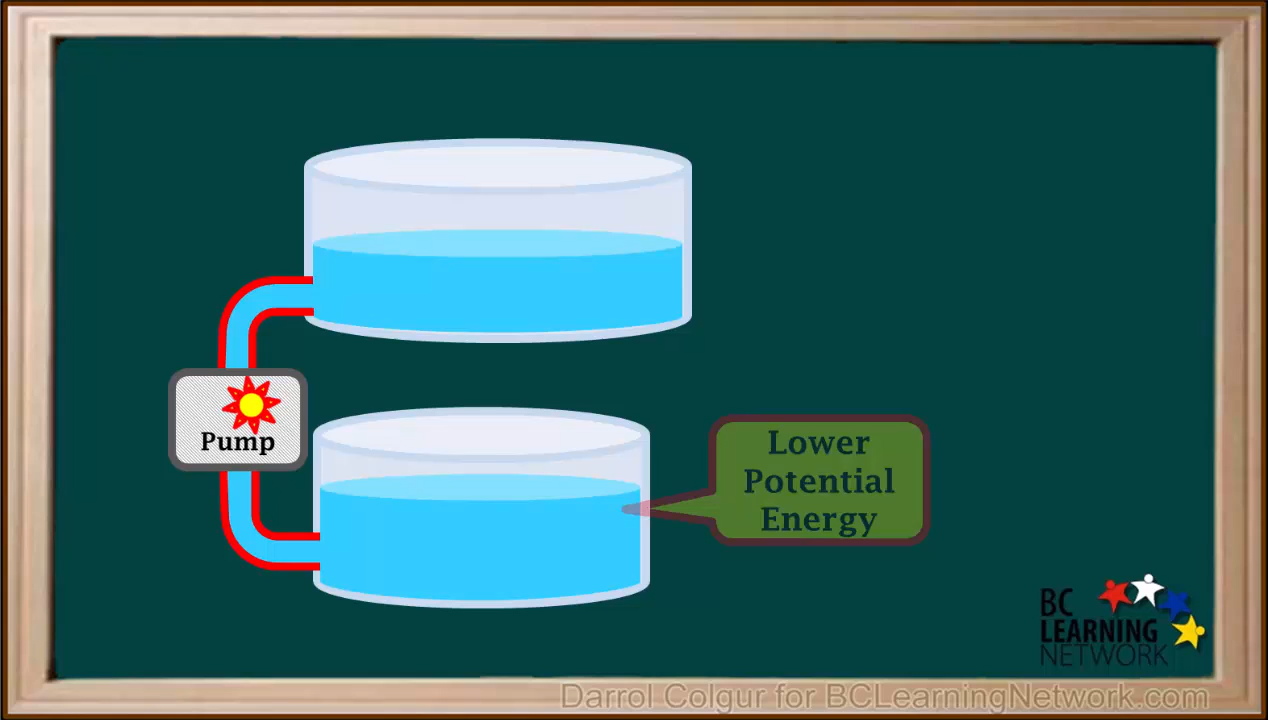 Pump
Lower
Potential
Energy
BC
LEARNING
NETWORK
Darrol Colgur for BCLearningNetwork.com